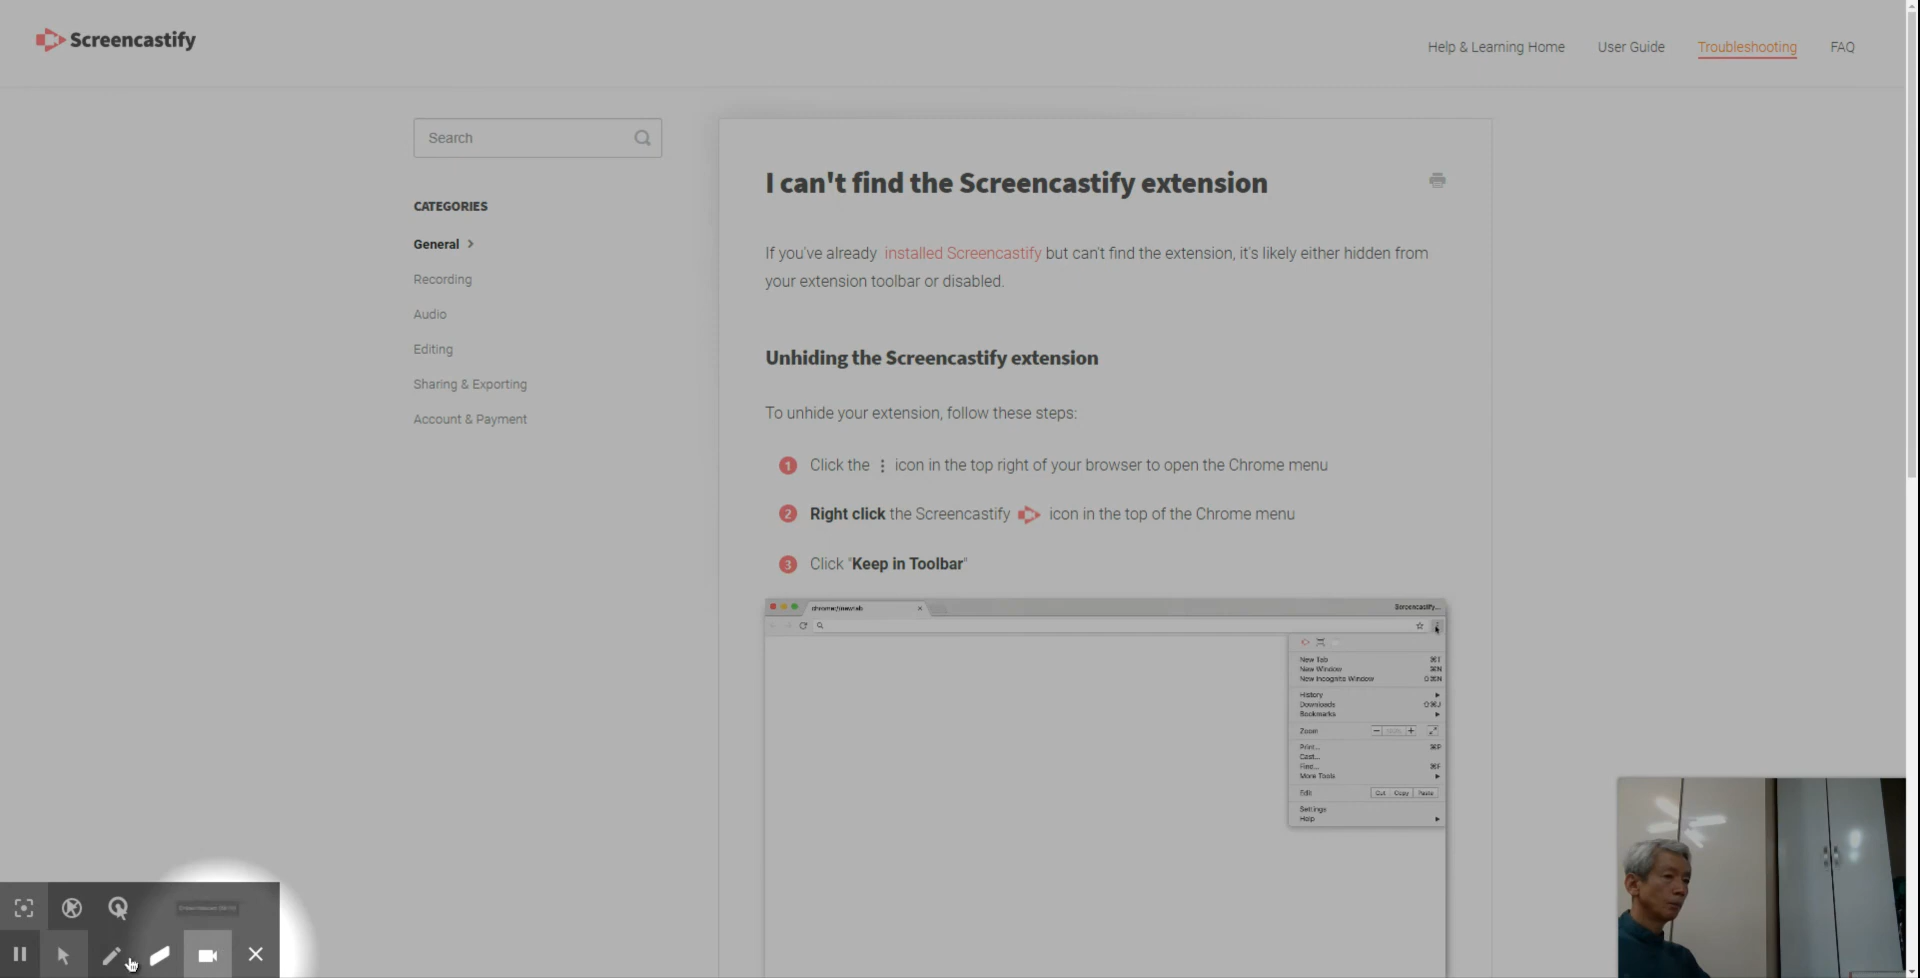 Screencastify
Help & Learning Home
User Guide
Troubleshooting
FAQ
Search
CATEGORIES
General
Recording
Audio
Editing
Sharing & Exporting
Account & Payment
I can't find the Screencastify extension
If you've already installed Screencastify but can't find the extension, it's likely either hidden from
your extension toolbar or disabled.
Unhiding the Screencastify extension
To unhide your extension, follow these steps:
1 Click the ⋮ icon in the top right of your browser to open the Chrome menu
2 Right click the Screencastify icon in the top of the Chrome menu
3 Click "Keep in Toolbar"
chrome://newtab
Screencastify...
New Tab ⌘T
New Window ⌘N
New Incognito Window ⇧⌘N
History
Downloads ⇧⌘J
Bookmarks
Zoom
Print... ⌘P
Cast...
Find... ⌘F
More Tools
Edit Cut Copy Paste
Settings
Help